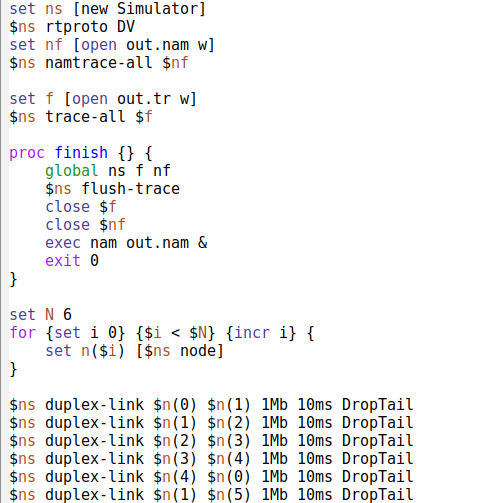 set ns [new Simulator]
$ns rtproto DV
set nf [open out.nam w]
$ns namtrace-all $nf

set f [open out.tr w]
$ns trace-all $f

proc finish {} {
    global ns f nf
    $ns flush-trace
    close $f
    close $nf
    exec nam out.nam &
    exit 0
}

set N 6
for {set i 0} {$i < $N} {incr i} {
    set n($i) [$ns node]
}

$ns duplex-link $n(0) $n(1) 1Mb 10ms DropTail
$ns duplex-link $n(1) $n(2) 1Mb 10ms DropTail
$ns duplex-link $n(2) $n(3) 1Mb 10ms DropTail
$ns duplex-link $n(3) $n(4) 1Mb 10ms DropTail
$ns duplex-link $n(4) $n(0) 1Mb 10ms DropTail
$ns duplex-link $n(1) $n(5) 1Mb 10ms DropTail